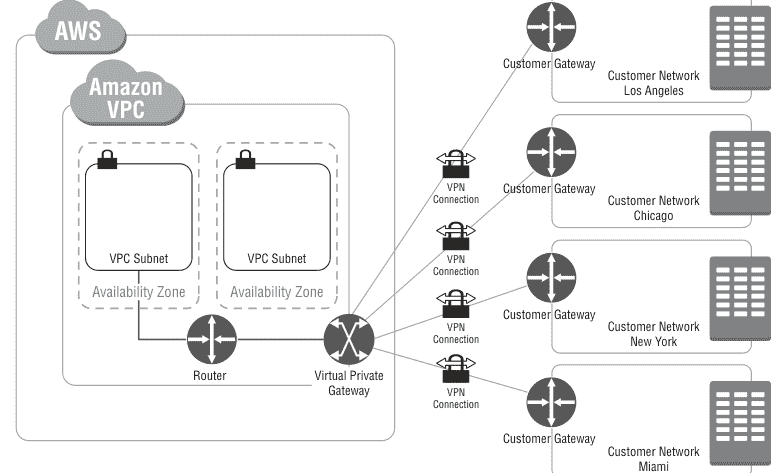 AWS
Amazon
VPC
VPC Subnet
VPC Subnet
Availability Zone
Availability Zone
Router
Virtual Private
Gateway
VPN
Connection
VPN
Connection
VPN
Connection
VPN
Connection
Customer Gateway
Customer Network
Los Angeles
Customer Gateway
Customer Network
Chicago
Customer Gateway
Customer Network
New York
Customer Gateway
Customer Network
Miami